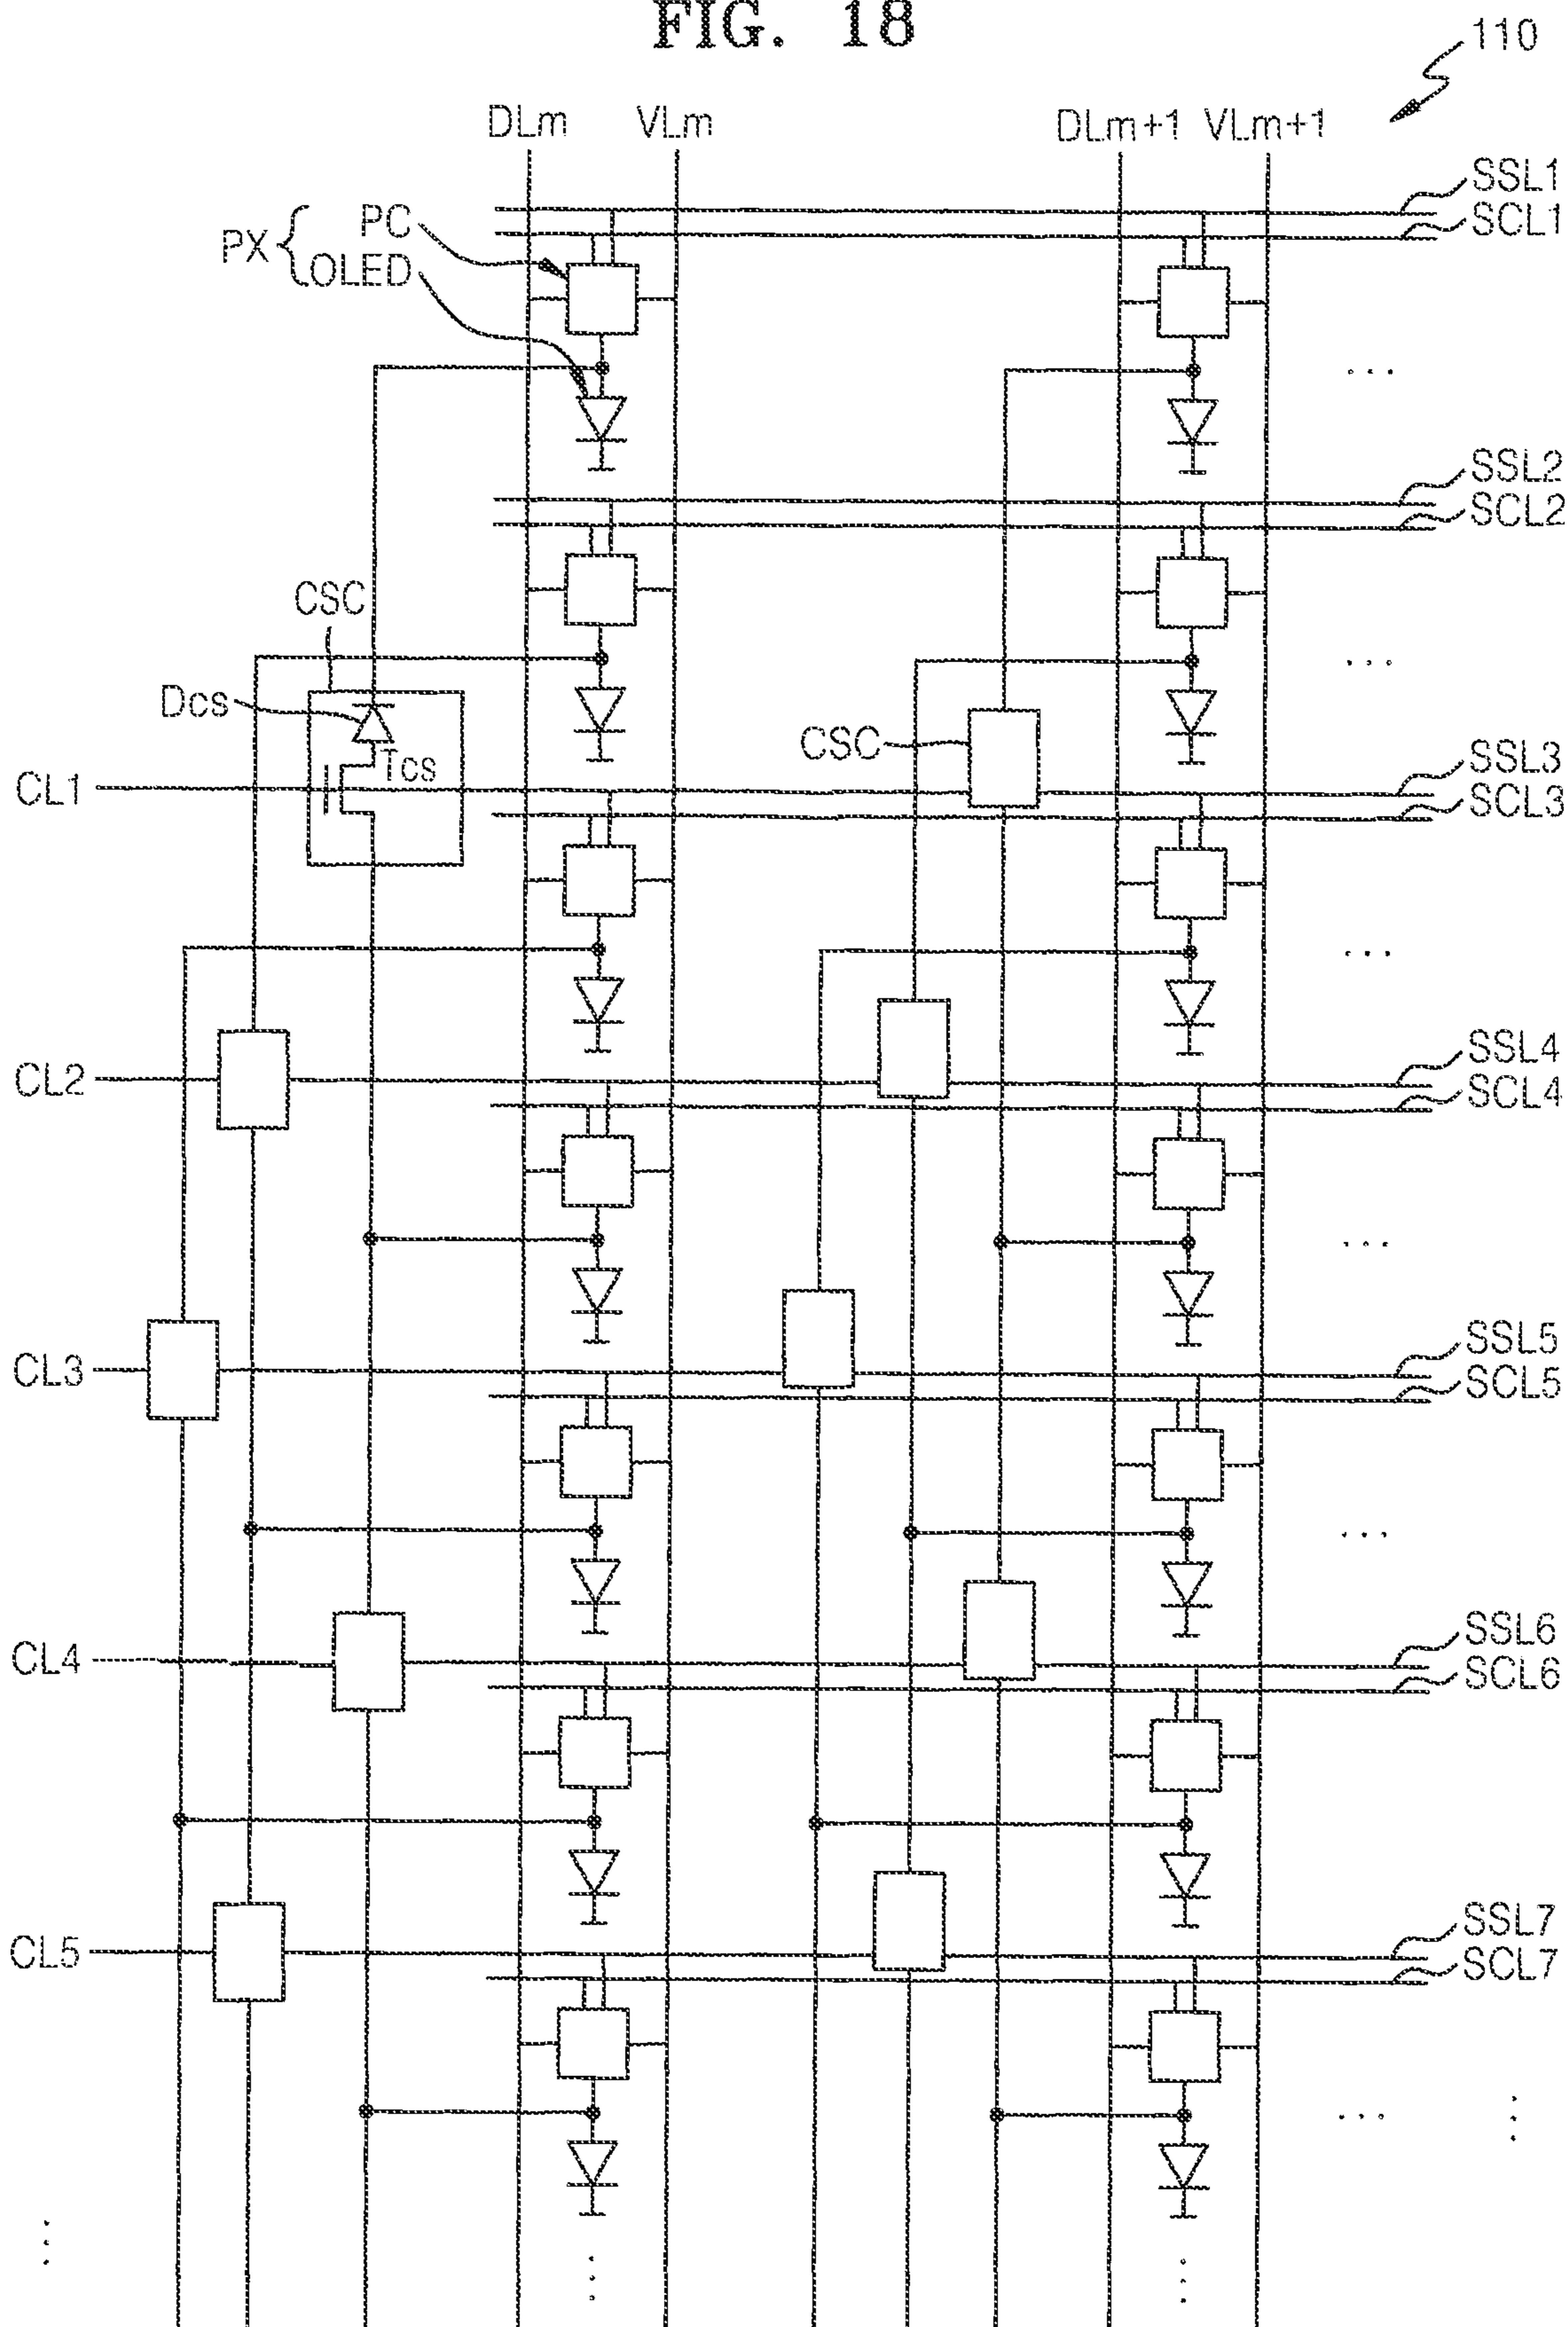 FIG. 18
110
DLm VLm DLm+1 VLm+1
SSL1
SCL1
PX { PC
OLED
SSL2
SCL2
CSC
Dcs
Tcs
CSC
CL1
SSL3
SCL3
CL2
SSL4
SCL4
CL3
SSL5
SCL5
CL4
SSL6
SCL6
CL5
SSL7
SCL7